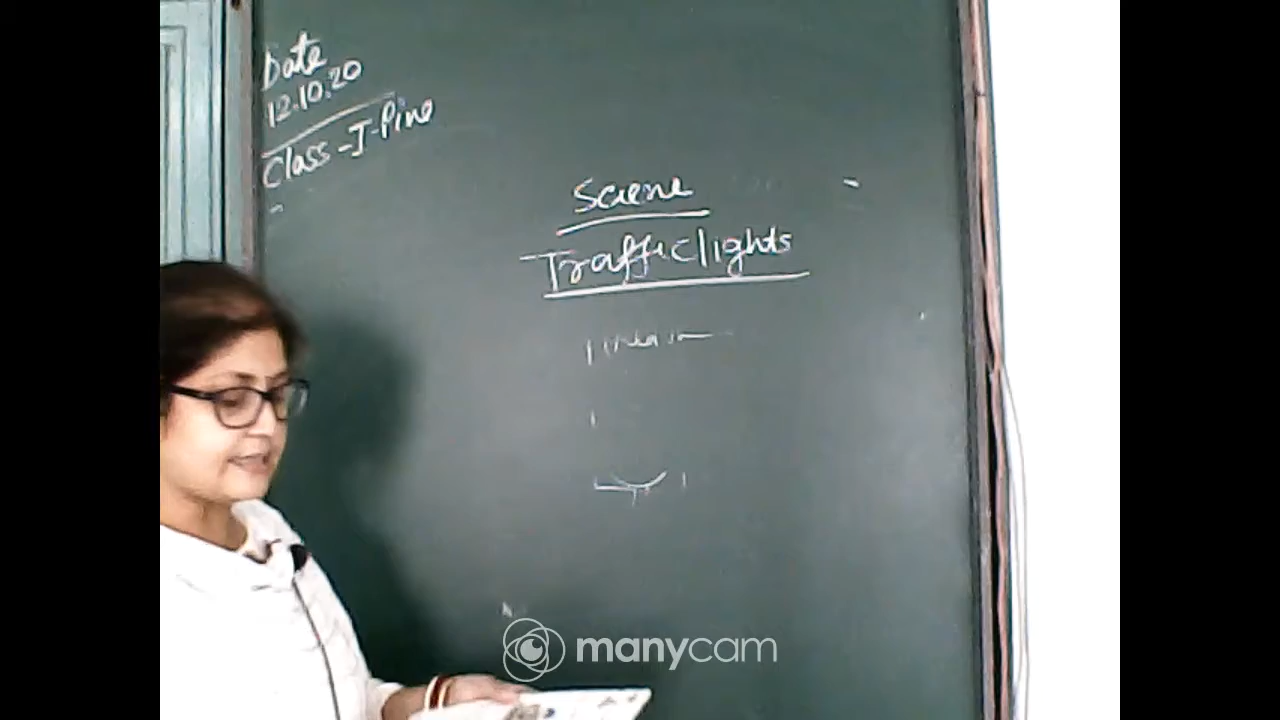 Date
12.10.20
Class-I-Pine
Science
Traffic lights
manycam